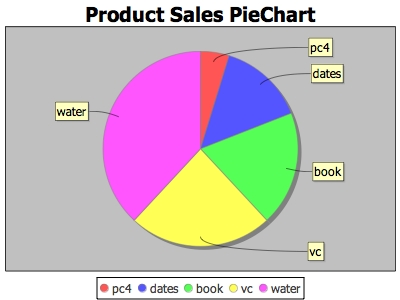 Product Sales PieChart
pc4
dates
water
book
vc
pc4 dates book vc water